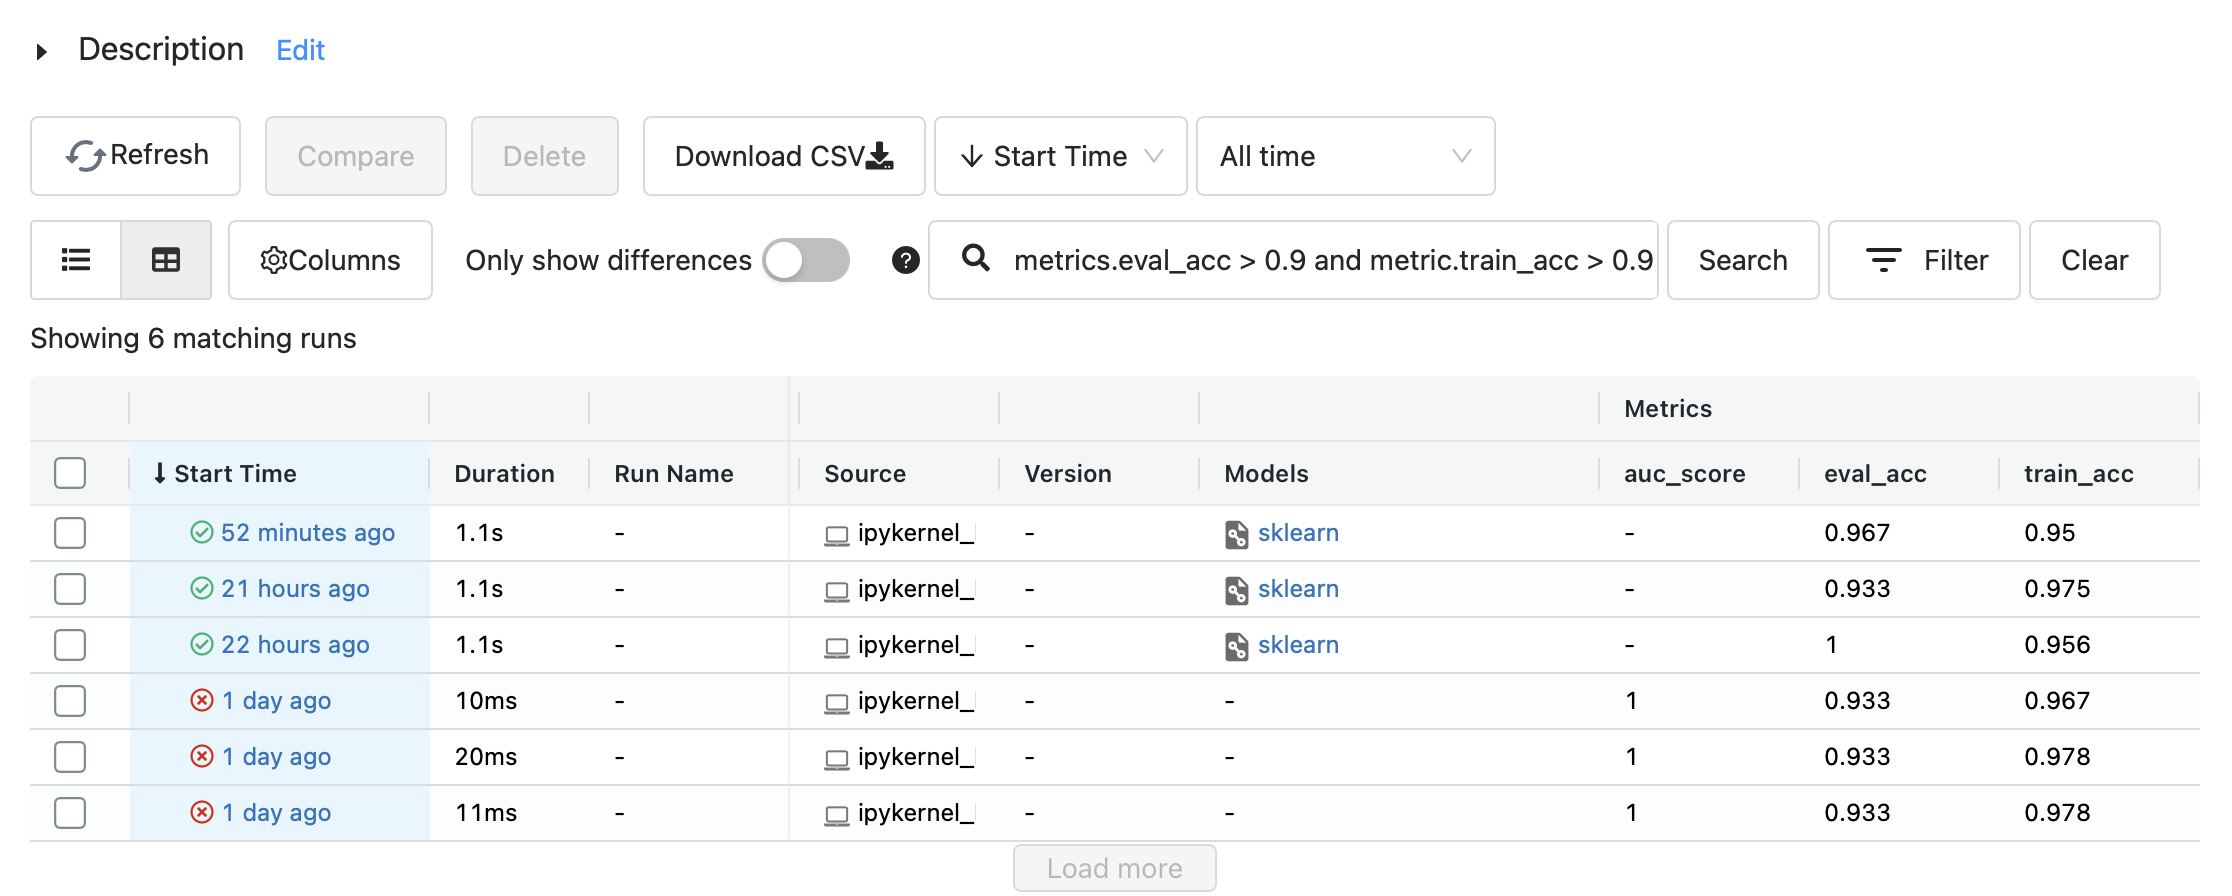 Description Edit
Refresh Compare Delete Download CSV Start Time All time
Columns Only show differences ? metrics.eval_acc > 0.9 and metric.train_acc > 0.9 Search Filter Clear
Showing 6 matching runs
Metrics
↓ Start Time Duration Run Name Source Version Models auc_score eval_acc train_acc
52 minutes ago 1.1s - ipykernel_ - sklearn - 0.967 0.95
21 hours ago 1.1s - ipykernel_ - sklearn - 0.933 0.975
22 hours ago 1.1s - ipykernel_ - sklearn - 1 0.956
1 day ago 10ms - ipykernel_ - - 1 0.933 0.967
1 day ago 20ms - ipykernel_ - - 1 0.933 0.978
1 day ago 11ms - ipykernel_ - - 1 0.933 0.978
Load more